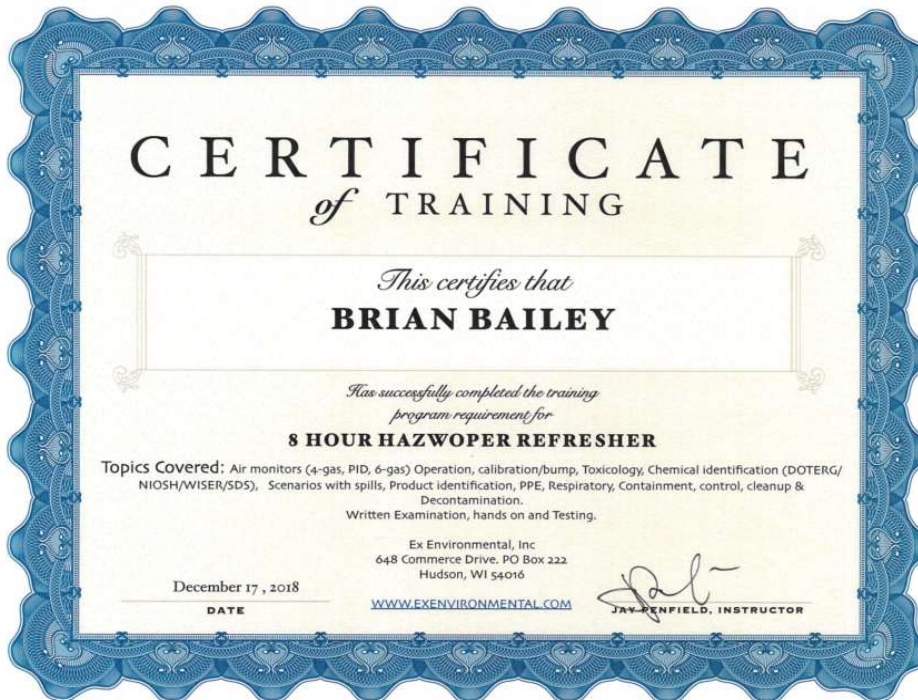 CERTIFICATE
of TRAINING
This certifies that
BRIAN BAILEY
Has successfully completed the training
program requirement for
8 HOUR HAZWOPER REFRESHER
Topics Covered: Air monitors (4-gas, PID, 6-gas) Operation, calibration/bump, Toxicology, Chemical identification (DOTERG/
NIOSH/WISER/SDS), Scenarios with spills, Product identification, PPE, Respiratory, Containment, control, cleanup &
Decontamination.
Written Examination, hands on and Testing.
Ex Environmental, Inc
648 Commerce Drive. PO Box 222
Hudson, WI 54016
December 17 , 2018
DATE
WWW.EXENVIRONMENTAL.COM
JAY PENFIELD, INSTRUCTOR